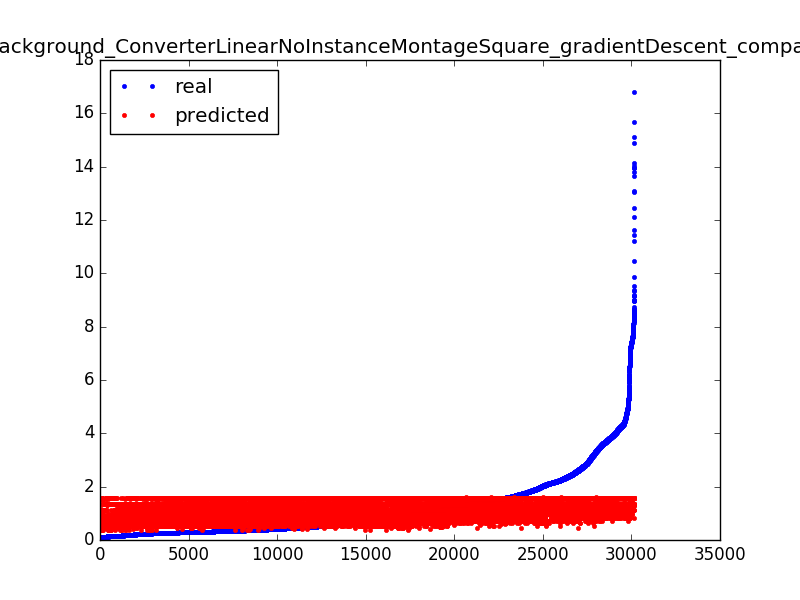 ackground_ConverterLinearNoInstanceMontageSquare_gradientDescent_compa
18
16
14
12
10
8
6
4
2
0
real
predicted
0 5000 10000 15000 20000 25000 30000 35000